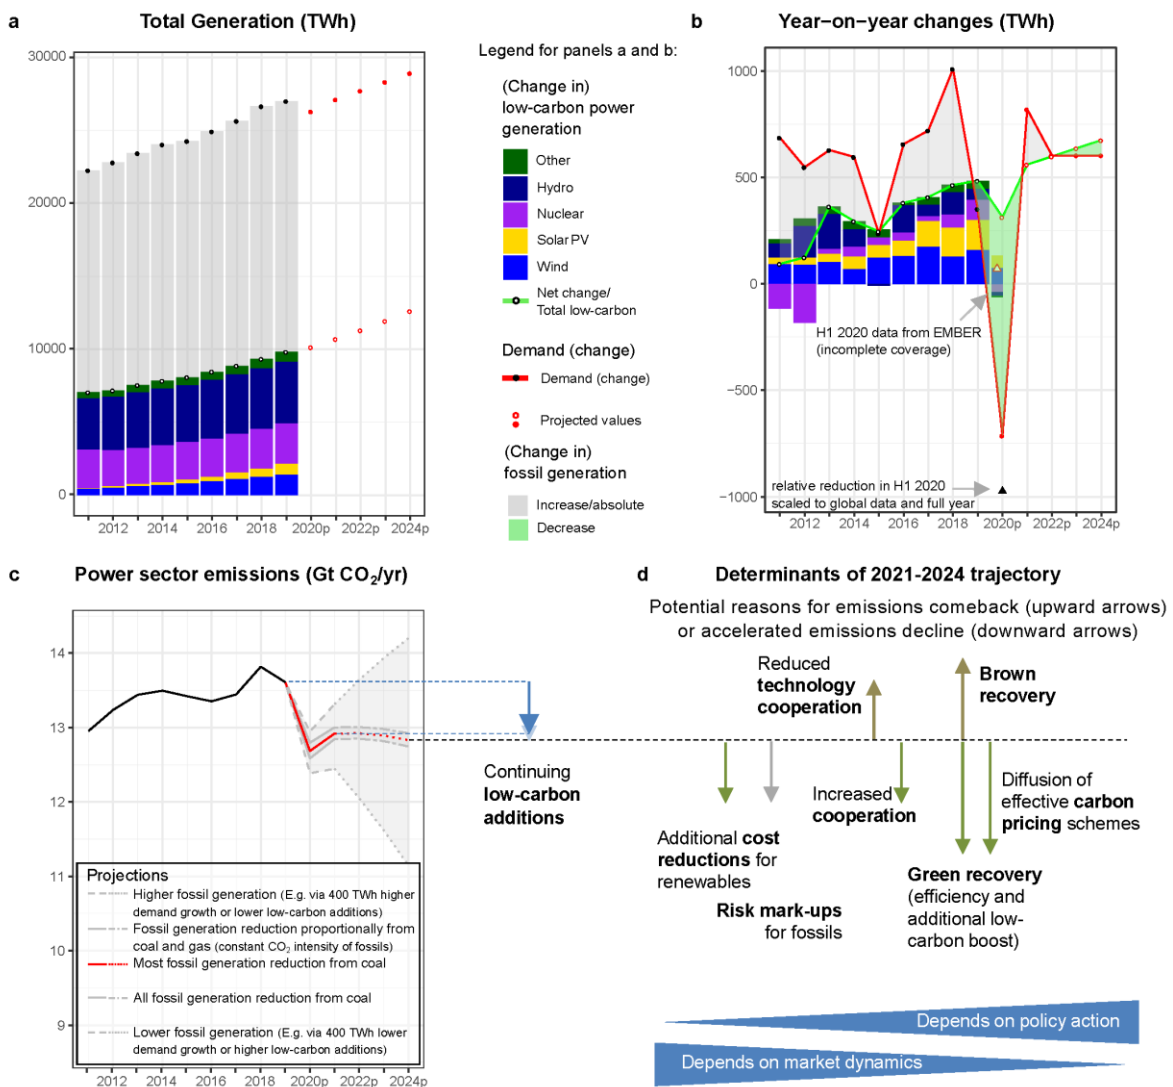 a
Total Generation (TWh)
30000
20000
10000
0
2012
2014
2016
2018
2020p
2022p
2024p
Legend for panels a and b:
(Change in)
low-carbon power
generation
Other
Hydro
Nuclear
Solar PV
Wind
Net change/
Total low-carbon
Demand (change)
Demand (change)
Projected values
(Change in)
fossil generation
Increase/absolute
Decrease
b
Year−on−year changes (TWh)
1000
500
0
−500
−1000
H1 2020 data from EMBER
(incomplete coverage)
relative reduction in H1 2020
scaled to global data and full year
2012
2014
2016
2018
2020p
2022p
2024p
c
Power sector emissions (Gt CO₂/yr)
14
13
12
11
10
9
Projections
Higher fossil generation (E.g. via 400 TWh higher
demand growth or lower low-carbon additions)
Fossil generation reduction proportionally from
coal and gas (constant CO₂ intensity of fossils)
Most fossil generation reduction from coal
All fossil generation reduction from coal
Lower fossil generation (E.g. via 400 TWh lower
demand growth or higher low-carbon additions)
2012
2014
2016
2018
2020p
2022p
2024p
Continuing
low-carbon
additions
d
Determinants of 2021-2024 trajectory
Potential reasons for emissions comeback (upward arrows)
or accelerated emissions decline (downward arrows)
Reduced
technology
cooperation
Brown
recovery
Additional cost
reductions for
renewables
Risk mark-ups
for fossils
Increased
cooperation
Diffusion of
effective carbon
pricing schemes
Green recovery
(efficiency and
additional low-
carbon boost)
Depends on policy action
Depends on market dynamics